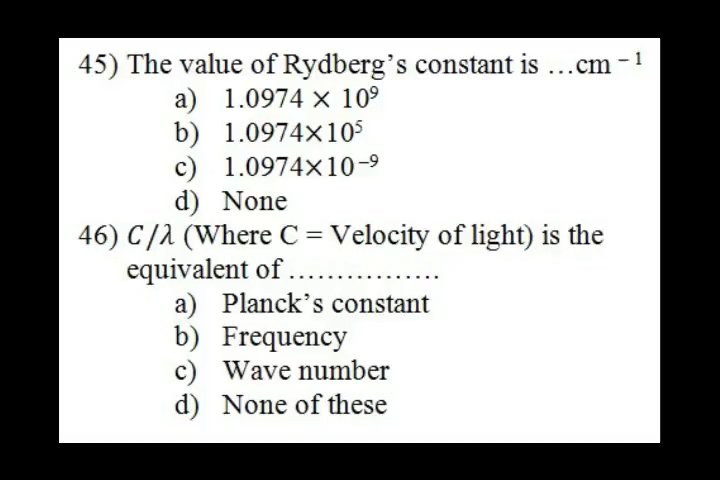 45) The value of Rydberg's constant is ...cm ⁻¹
a) 1.0974 × 10⁹
b) 1.0974×10⁵
c) 1.0974×10⁻⁹
d) None
46) C/λ (Where C = Velocity of light) is the
equivalent of ................
a) Planck's constant
b) Frequency
c) Wave number
d) None of these